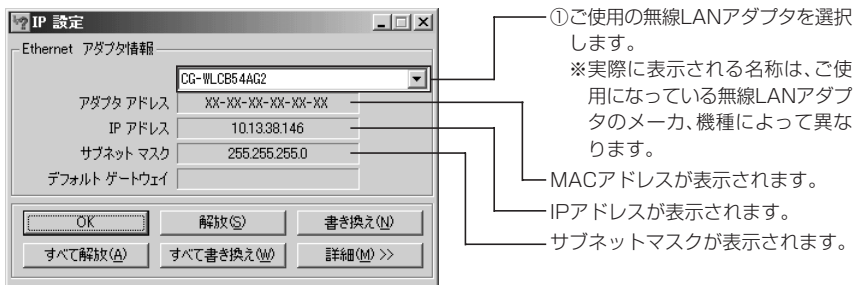 IP 設定
Ethernet アダプタ情報
CG-WLCB54AG2
アダプタ アドレス XX-XX-XX-XX-XX-XX
IP アドレス 10.13.38.146
サブネット マスク 255.255.255.0
デフォルト ゲートウェイ
OK 解放(S) 書き換え(N)
すべて解放(A) すべて書き換え(W) 詳細(M) >>
①ご使用の無線LANアダプタを選択
します。
※実際に表示される名称は、ご使
用になっている無線LANアダプ
タのメーカ、機種によって異な
ります。
MACアドレスが表示されます。
IPアドレスが表示されます。
サブネットマスクが表示されます。